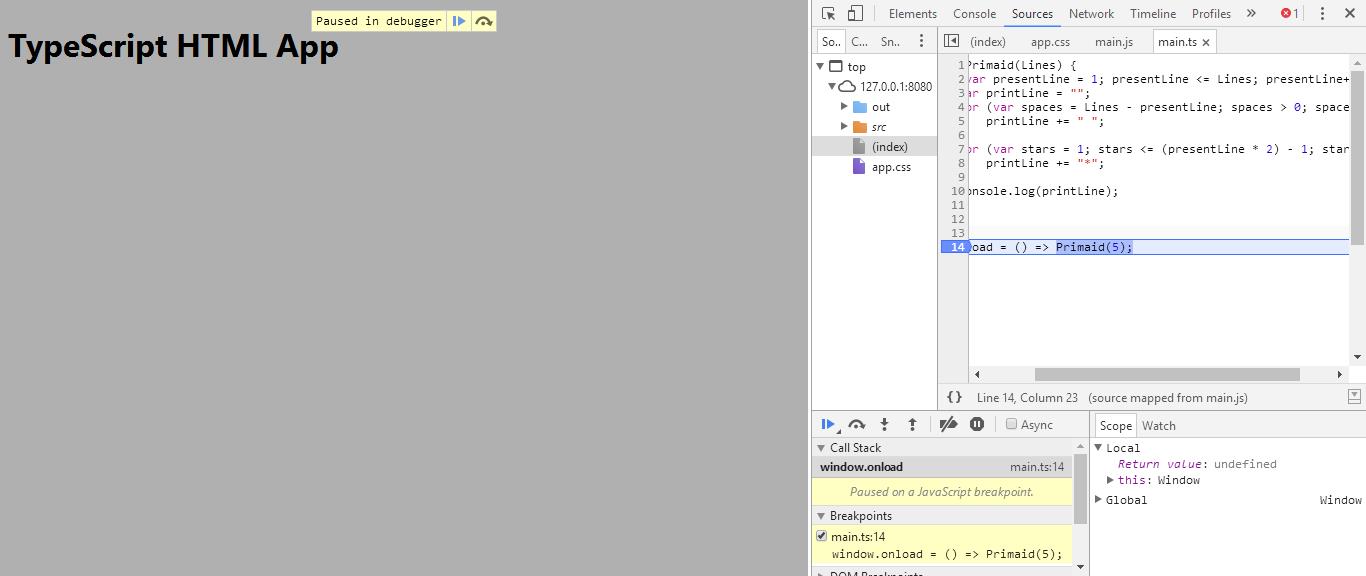 Paused in debugger
TypeScript HTML App
Elements Console Sources Network Timeline Profiles » 1
So.. C... Sn..
(index) app.css main.js main.ts ×
top
127.0.0.1:8080
out
src
(index)
app.css
1 Primaid(Lines) {
2 var presentLine = 1; presentLine <= Lines; presentLine+
3 ar printLine = "";
4 or (var spaces = Lines - presentLine; spaces > 0; space
5 printLine += " ";
6
7 or (var stars = 1; stars <= (presentLine * 2) - 1; star
8 printLine += "*";
9
10 onsole.log(printLine);
11
12
13
14 oad = () => Primaid(5);
{} Line 14, Column 23 (source mapped from main.js)
Async
Call Stack
window.onload main.ts:14
Paused on a JavaScript breakpoint.
Breakpoints
main.ts:14
window.onload = () => Primaid(5);
DOM Breakpoints
Scope Watch
Local
Return value: undefined
this: Window
Global Window